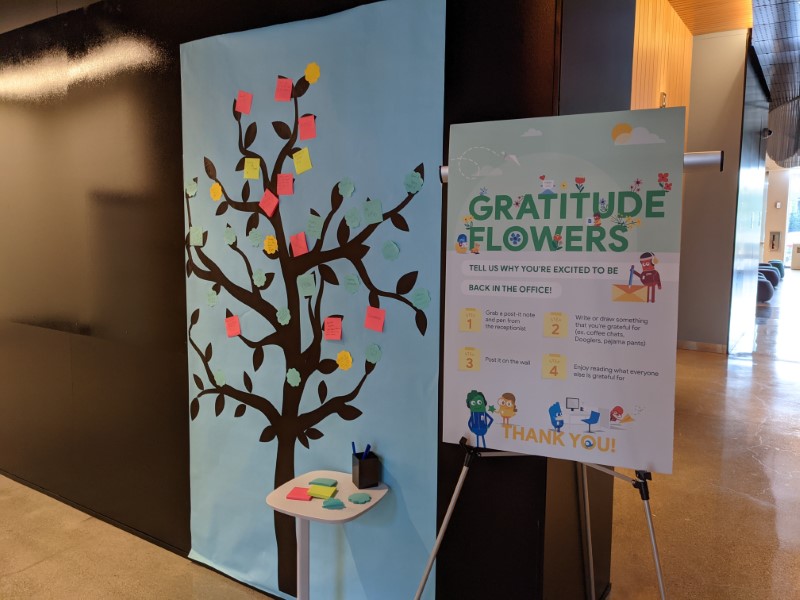 GRATITUDE
FLOWERS
TELL US WHY YOU'RE EXCITED TO BE
BACK IN THE OFFICE!
1
Grab a post-it note
and pen from
the receptionist
2
Write or draw something
that you're grateful for
(ex. coffee chats,
Dooglers, pajama pants)
3
Post it on the wall
4
Enjoy reading what everyone
else is grateful for
THANK YOU!